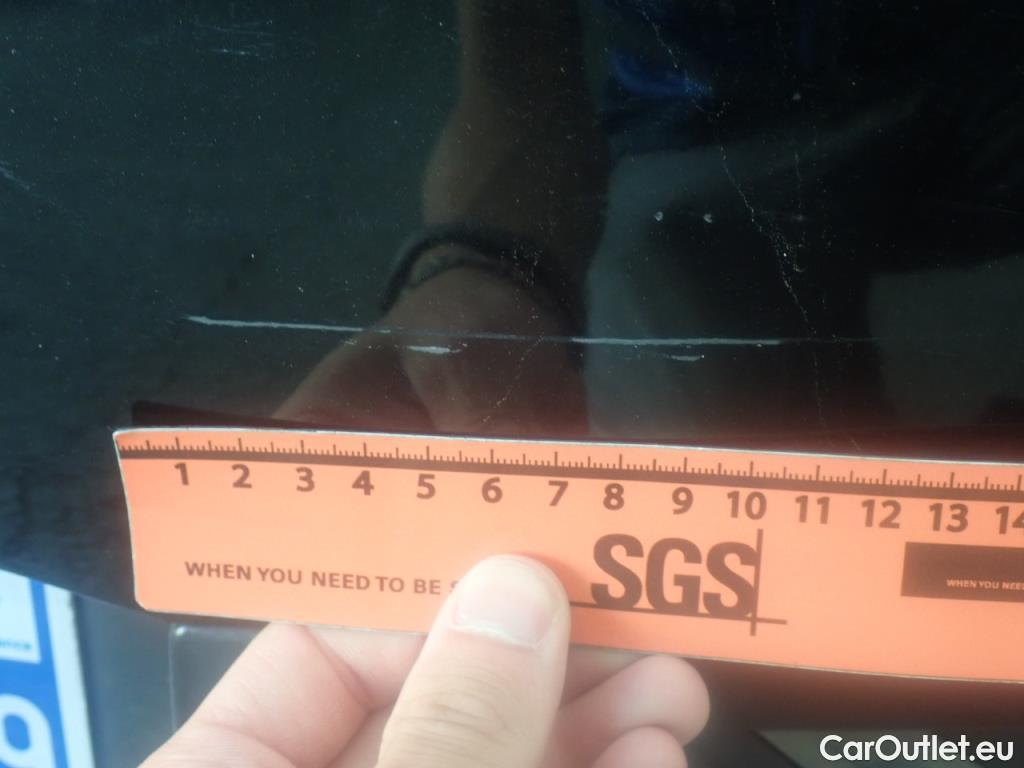 1 2 3 4 5 6 7 8 9 10 11 12 13 14
WHEN YOU NEED TO BE
SGS
WHEN YOU NEED
CarOutlet.eu